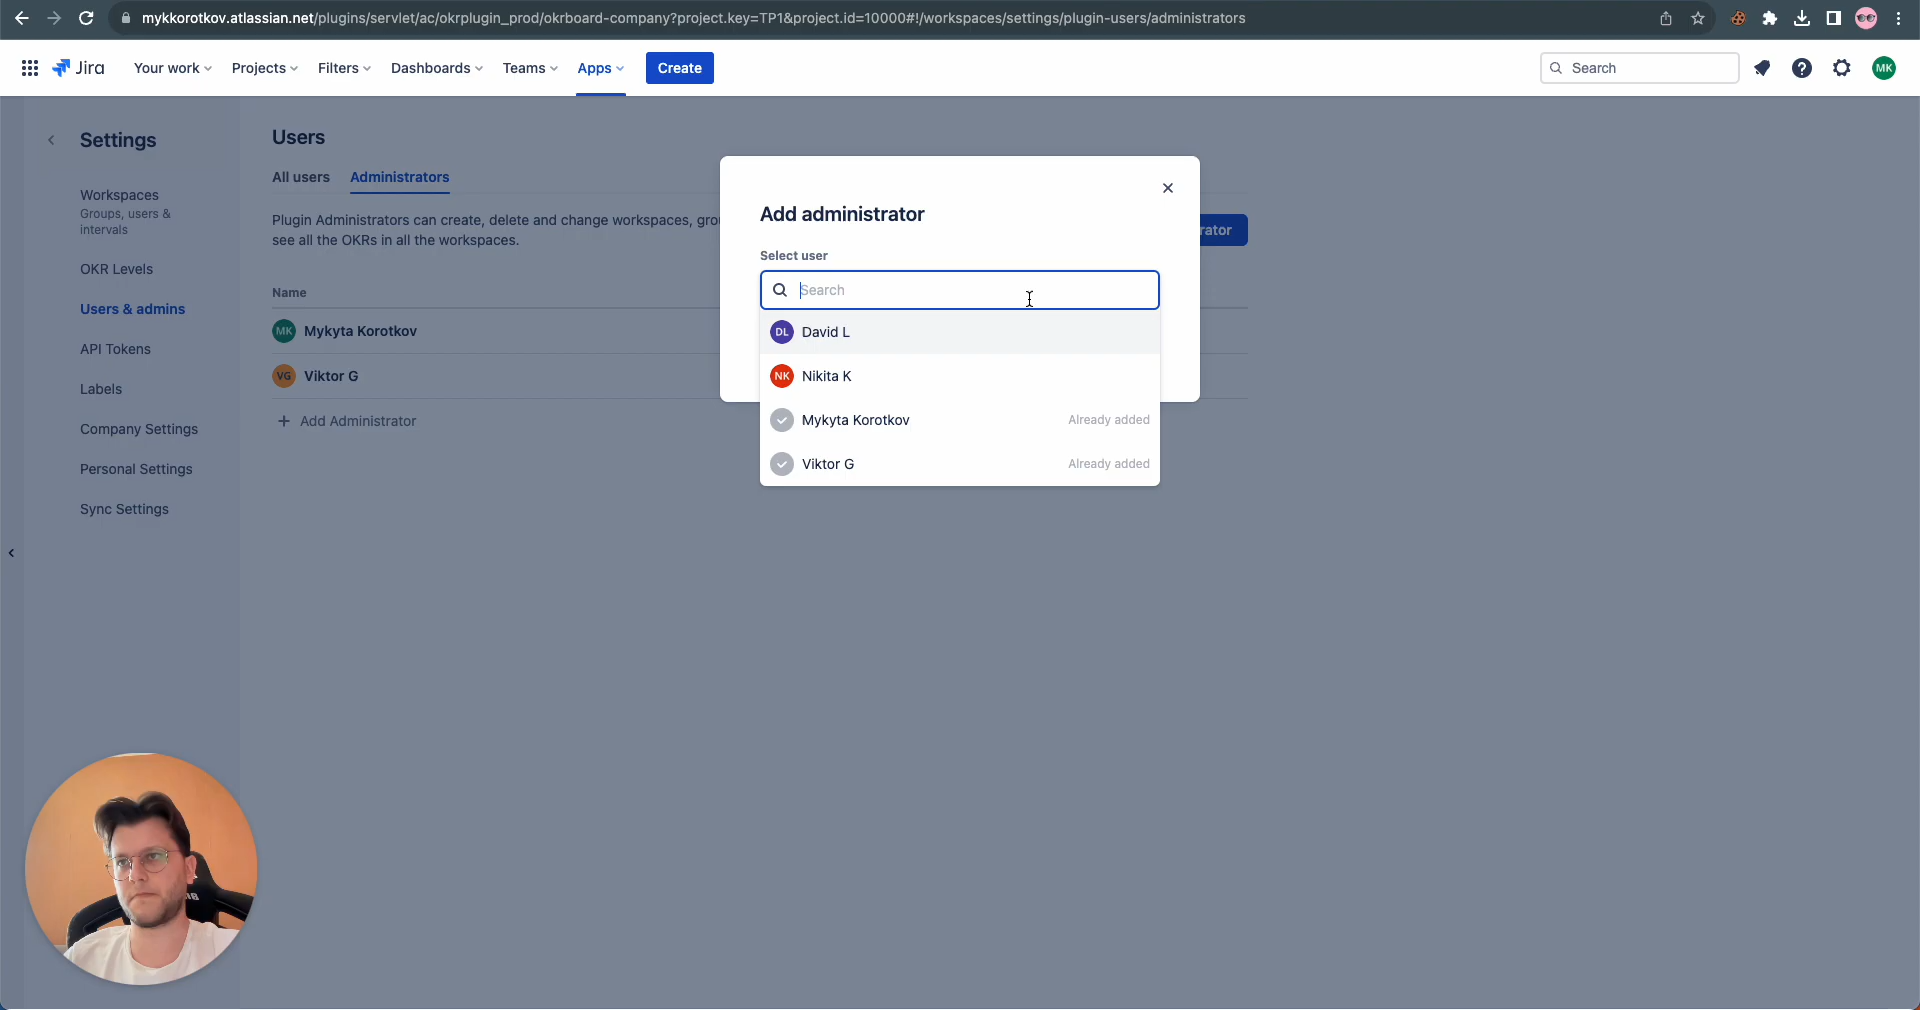 mykkorotkov.atlassian.net/plugins/servlet/ac/okrplugin_prod/okrboard-company?project.key=TP1&project.id=10000#!/workspaces/settings/plugin-users/administrators
Jira Your work Projects Filters Dashboards Teams Apps Create Search MK
Settings
Workspaces
Groups, users &
intervals
OKR Levels
Users & admins
API Tokens
Labels
Company Settings
Personal Settings
Sync Settings
Users
All users Administrators
Plugin Administrators can create, delete and change workspaces,
see all the OKRs in all the workspaces.
Name
MK Mykyta Korotkov
VG Viktor G
+ Add Administrator
Add administrator
Select user
Search
DL David L
NK Nikita K
Mykyta Korotkov Already added
Viktor G Already added